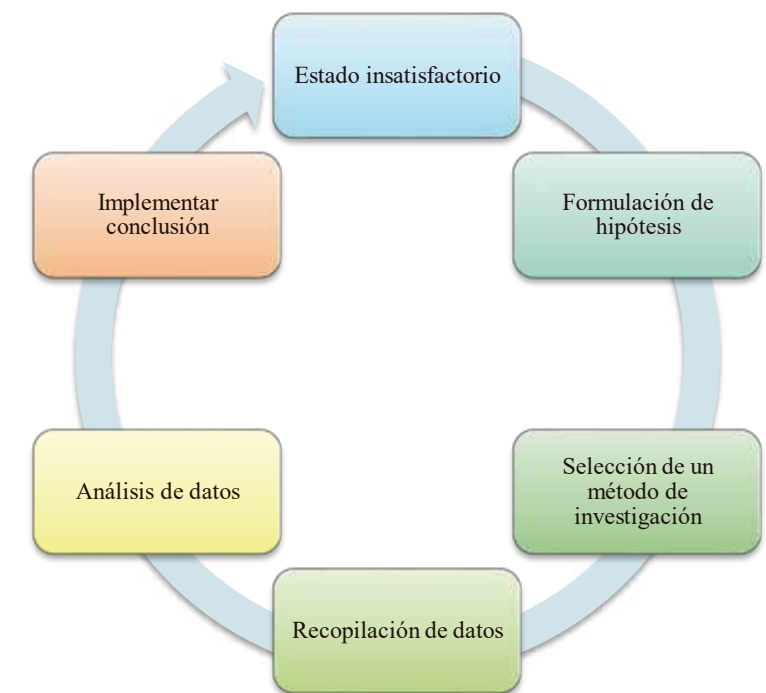 Estado insatisfactorio
Formulación de
hipótesis
Selección de un
método de
investigación
Recopilación de datos
Análisis de datos
Implementar
conclusión